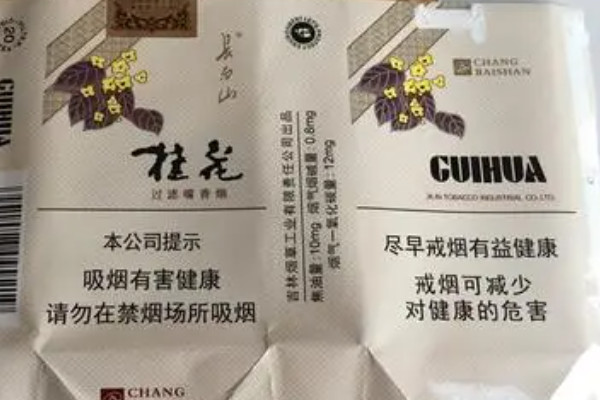 20
GUIHUA
长白山
桂花
过滤嘴香烟
本公司提示
吸烟有害健康
请勿在禁烟场所吸烟
CHANG
吉林烟草工业有限责任公司出品
焦油量:10mg 烟气烟碱量:0.8mg
烟气一氧化碳量:12mg
CHANG
BAISHAN
GUIHUA
JILIN TOBACCO INDUSTRIAL CO.,LTD.
尽早戒烟有益健康
戒烟可减少
对健康的危害
CHANG